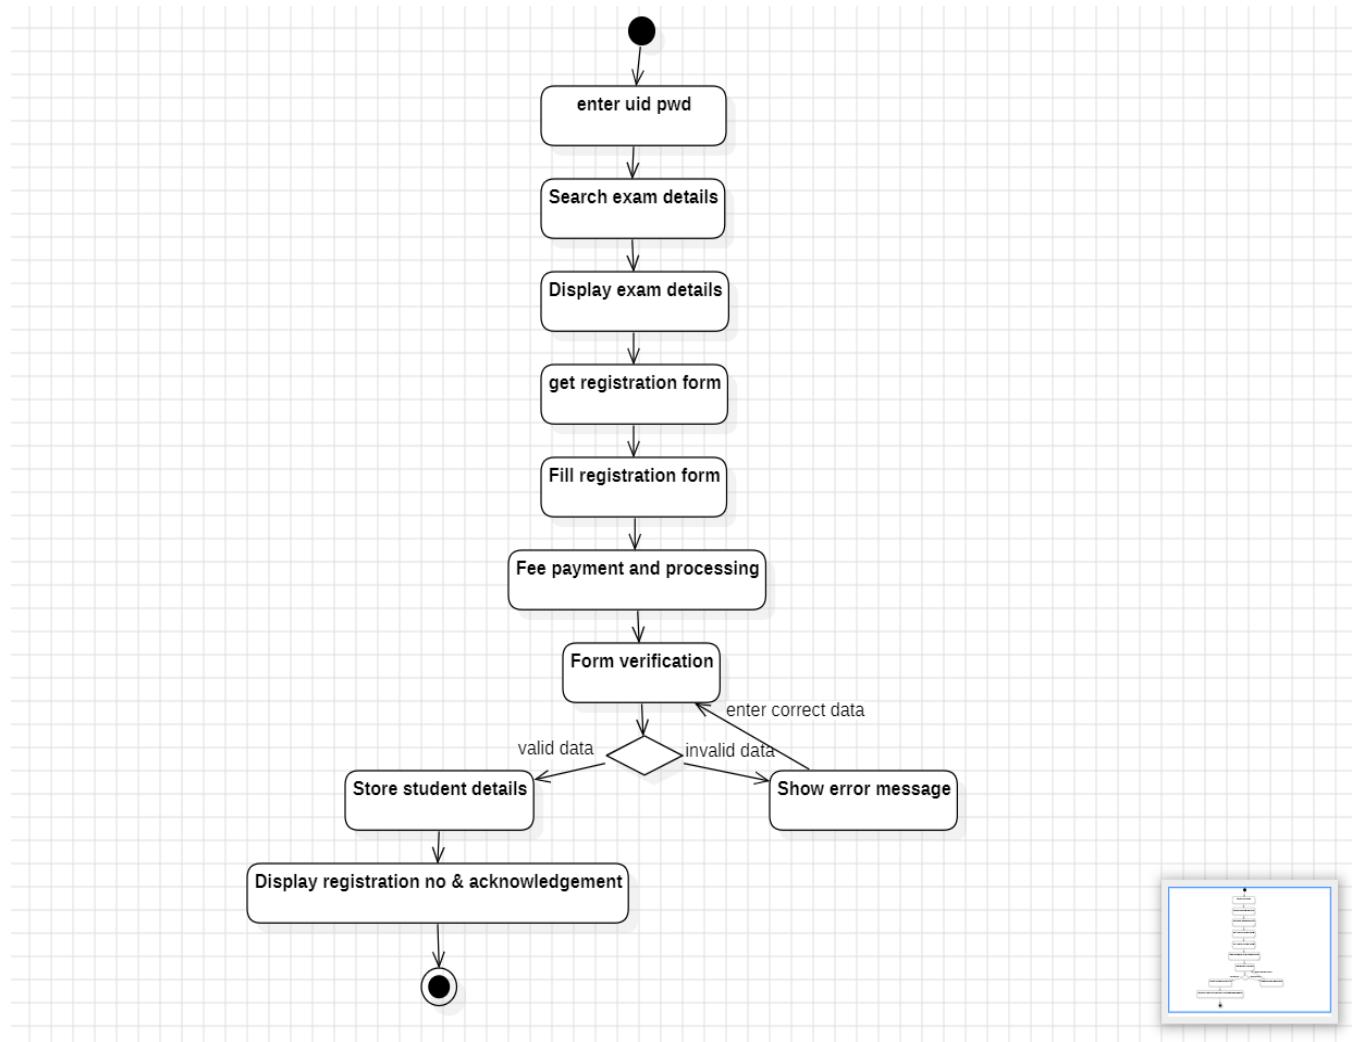 enter uid pwd
Search exam details
Display exam details
get registration form
Fill registration form
Fee payment and processing
Form verification
enter correct data
valid data
invalid data
Store student details
Show error message
Display registration no & acknowledgement